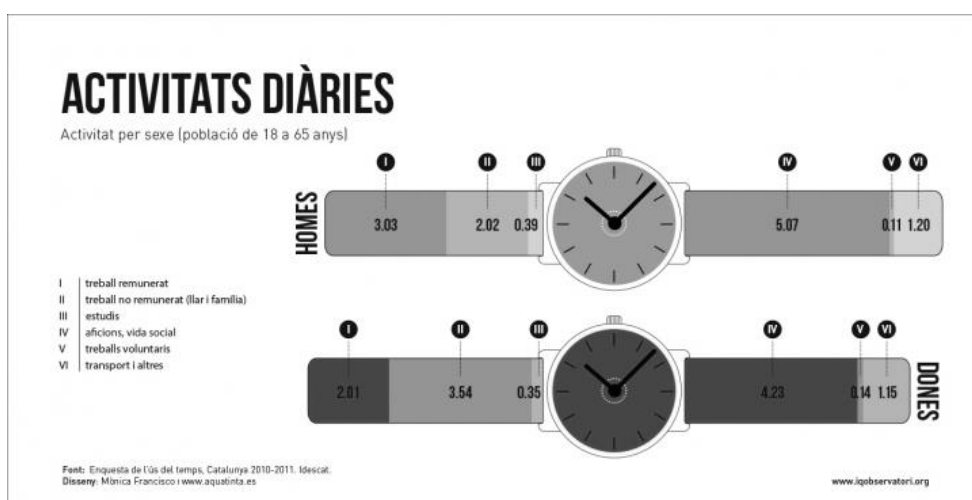 ACTIVITATS DIÀRIES
Activitat per sexe (població de 18 a 65 anys)
HOMES
I II III IV V VI
3.03 2.02 0.39 5.07 0.11 1.20
I treball remunerat
II treball no remunerat (llar i família)
III estudis
IV aficions, vida social
V treballs voluntaris
VI transport i altres
I II III IV V VI
2.01 3.54 0.35 4.23 0.14 1.15
DONES
Font: Enquesta de l'ús del temps, Catalunya 2010-2011. Idescat.
Disseny: Mònica Francisco i www.aquatinta.es
www.iqobservatori.org